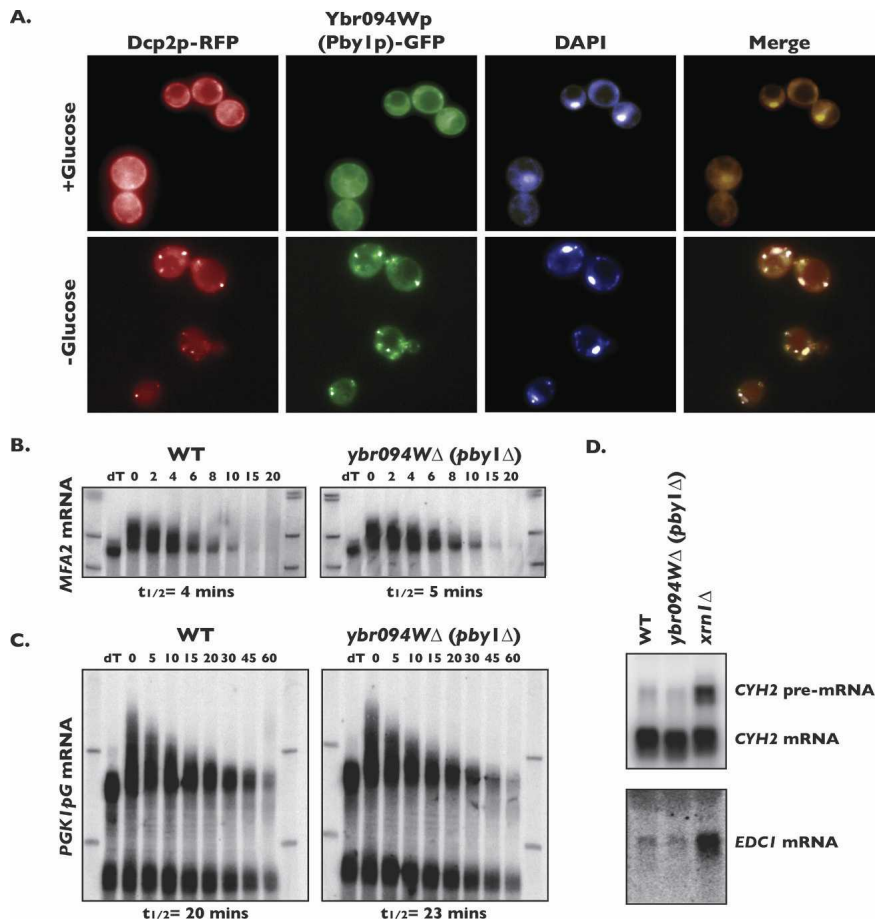 A.
Dcp2p-RFP
Ybr094Wp
(Pby1p)-GFP
DAPI
Merge
+Glucose
-Glucose
B.
WT
dT 0 2 4 6 8 10 15 20
MFA2 mRNA
t1/2= 4 mins
ybr094WΔ (pby1Δ)
dT 0 2 4 6 8 10 15 20
t1/2= 5 mins
C.
WT
dT 0 5 10 15 20 30 45 60
PGK1pG mRNA
t1/2= 20 mins
ybr094WΔ (pby1Δ)
dT 0 5 10 15 20 30 45 60
t1/2= 23 mins
D.
WT
ybr094WΔ (pby1Δ)
xrn1Δ
CYH2 pre-mRNA
CYH2 mRNA
EDC1 mRNA